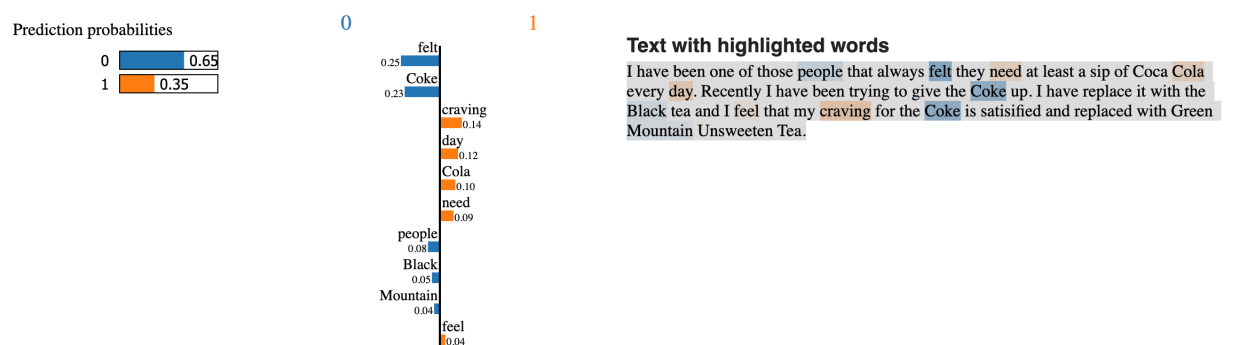 Prediction probabilities
0 0.65
1 0.35
0 1
felt
0.25
Coke
0.23
craving
0.14
day
0.12
Cola
0.10
need
0.09
people
0.08
Black
0.05
Mountain
0.04
feel
0.04
Text with highlighted words
I have been one of those people that always felt they need at least a sip of Coca Cola
every day. Recently I have been trying to give the Coke up. I have replace it with the
Black tea and I feel that my craving for the Coke is satisified and replaced with Green
Mountain Unsweeten Tea.